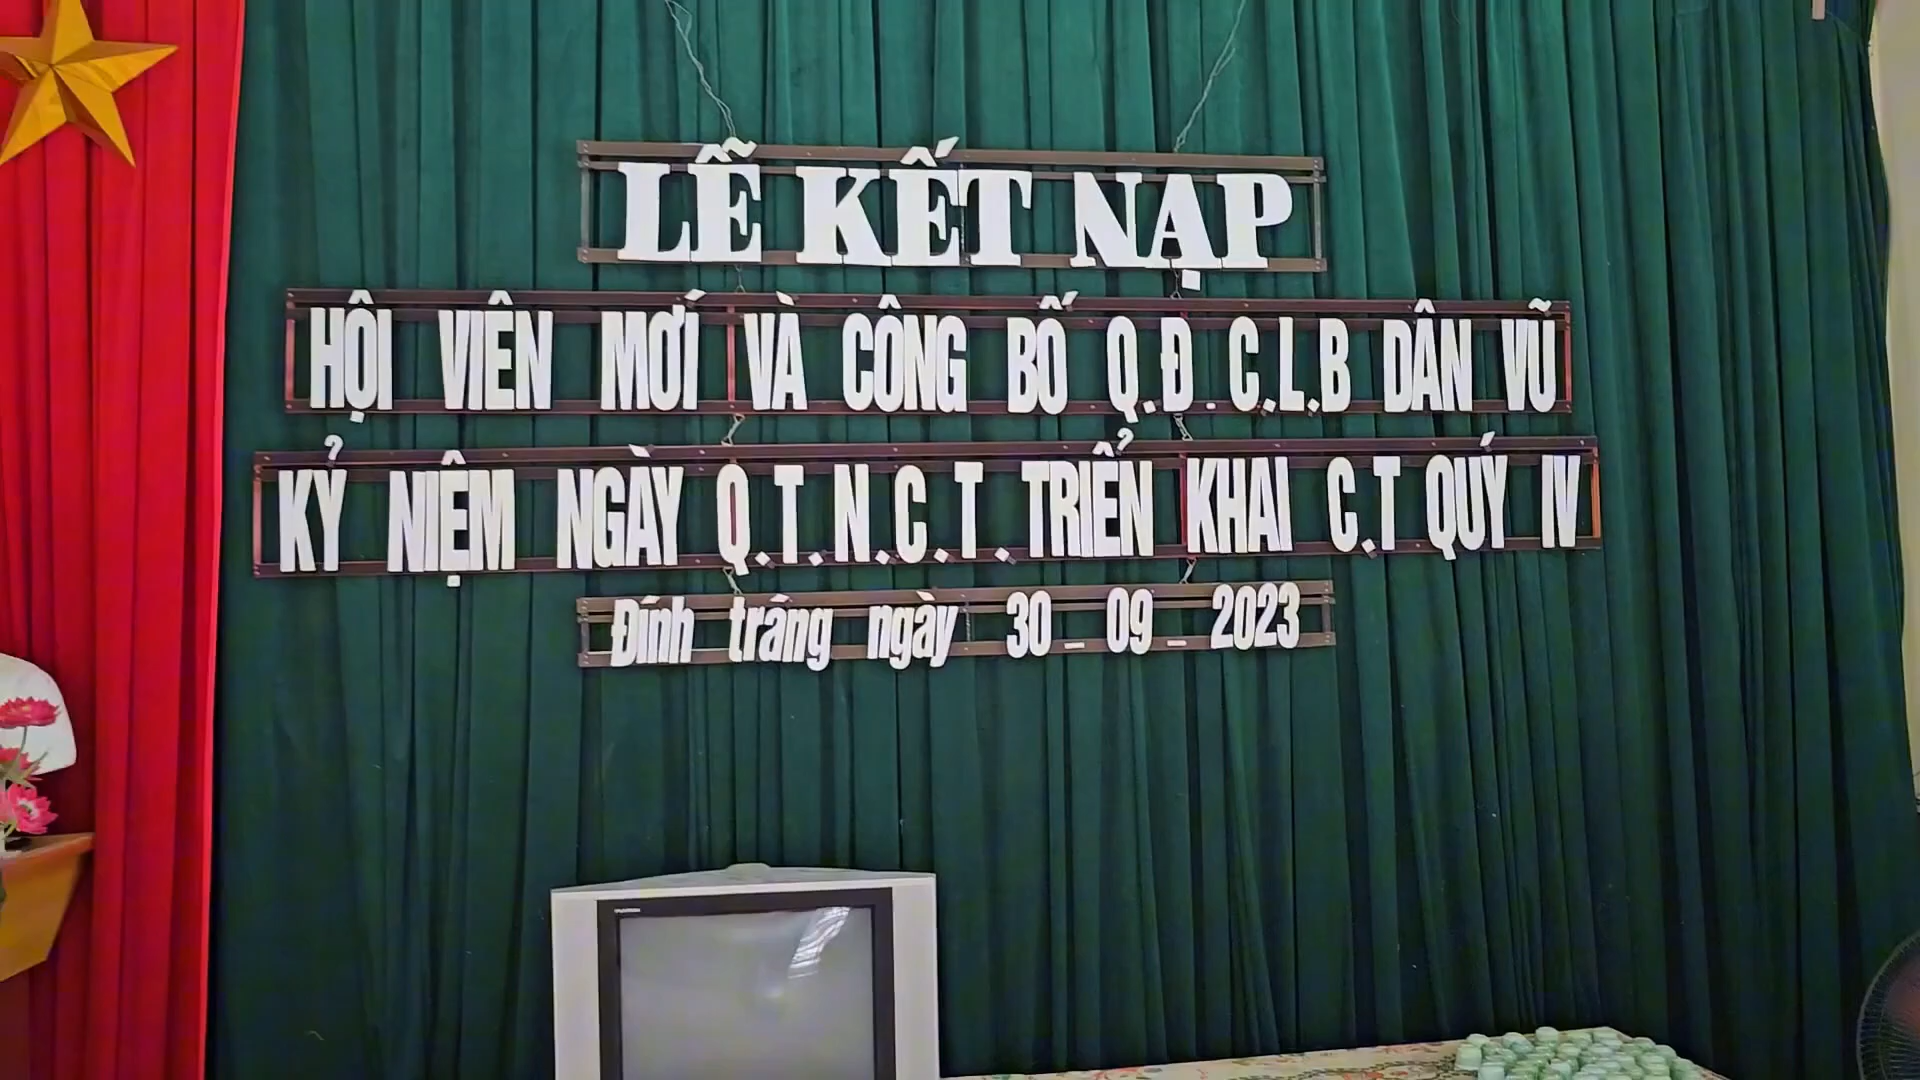 LỄ KẾT NẠP
HỘI VIÊN MỚI VÀ CÔNG BỐ Q.Đ. C.L.B DÂN VŨ
KỶ NIỆM NGÀY Q.T.N.C.T. TRIỂN KHAI C.T QUÝ IV
Đình tràng ngày 30 _ 09 _ 2023